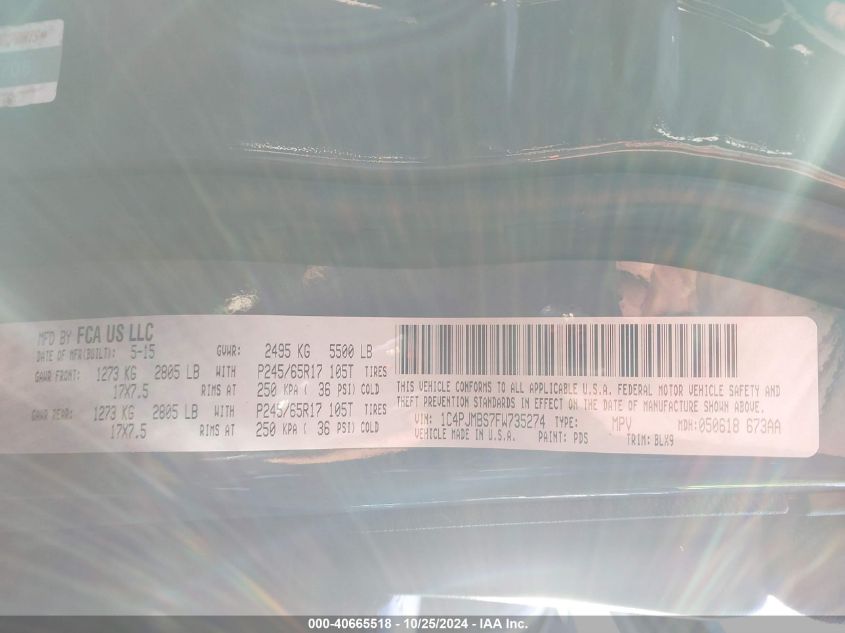 MFD BY FCA US LLC
DATE OF MFR(BUILT): 5-15 GVWR: 2495 KG 5500 LB
GAWR FRONT: 1273 KG 2805 LB WITH P245/65R17 105T TIRES
17X7.5 RIMS AT 250 KPA ( 36 PSI) COLD
GAWR REAR: 1273 KG 2805 LB WITH P245/65R17 105T TIRES
17X7.5 RIMS AT 250 KPA ( 36 PSI) COLD
THIS VEHICLE CONFORMS TO ALL APPLICABLE U.S.A. FEDERAL MOTOR VEHICLE SAFETY AND
THEFT PREVENTION STANDARDS IN EFFECT ON THE DATE OF MANUFACTURE SHOWN ABOVE.
VIN: 1C4PJMBS7FW735274 TYPE: MPV MDH:050618 673AA
VEHICLE MADE IN U.S.A. PAINT: PDS TRIM: BLK9
000-40665518 - 10/25/2024 - IAA Inc.